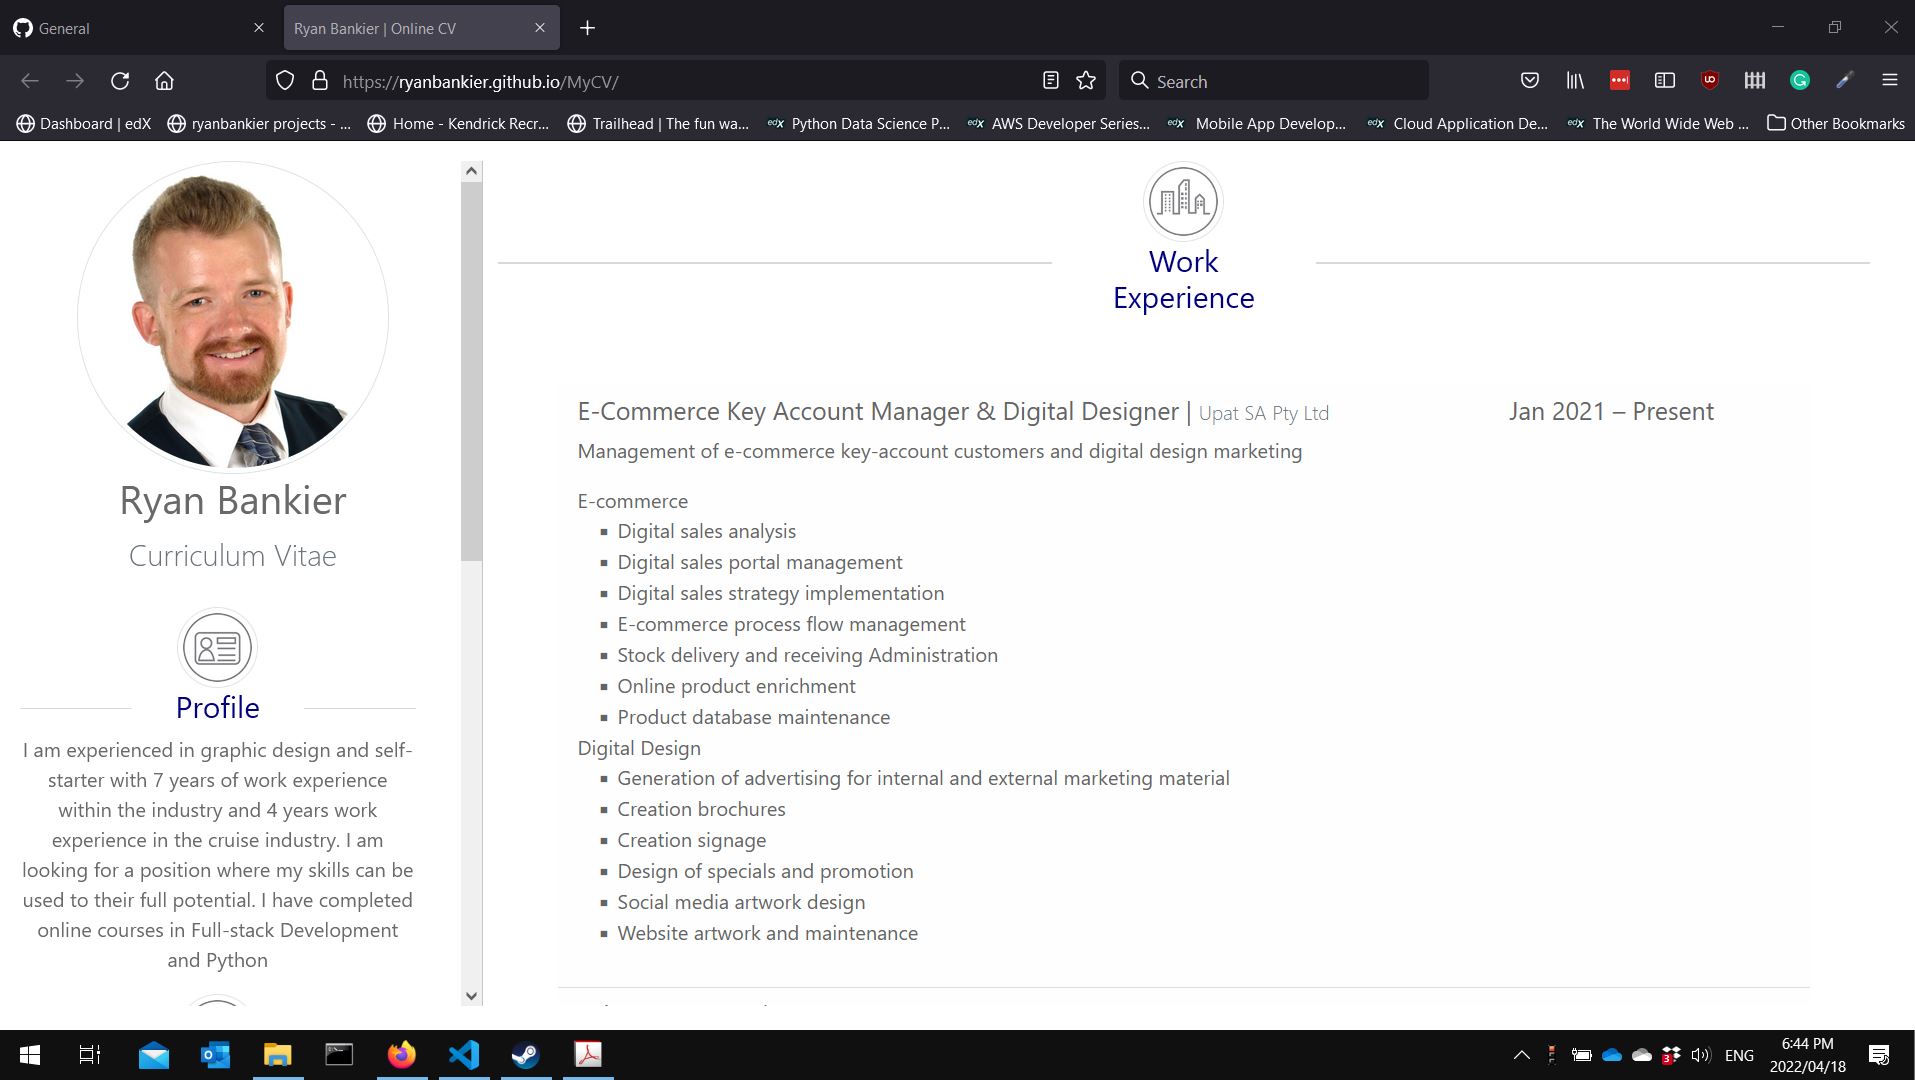 General
Ryan Bankier | Online CV
https://ryanbankier.github.io/MyCV/
Search
Dashboard | edX
ryanbankier projects - ...
Home - Kendrick Recr...
Trailhead | The fun wa...
edX Python Data Science P...
edX AWS Developer Series...
edX Mobile App Develop...
edX Cloud Application De...
edX The World Wide Web ...
Other Bookmarks
Ryan Bankier
Curriculum Vitae
Profile
I am experienced in graphic design and self-
starter with 7 years of work experience
within the industry and 4 years work
experience in the cruise industry. I am
looking for a position where my skills can be
used to their full potential. I have completed
online courses in Full-stack Development
and Python
Work
Experience
E-Commerce Key Account Manager & Digital Designer | Upat SA Pty Ltd
Jan 2021 – Present
Management of e-commerce key-account customers and digital design marketing
E-commerce
▪ Digital sales analysis
▪ Digital sales portal management
▪ Digital sales strategy implementation
▪ E-commerce process flow management
▪ Stock delivery and receiving Administration
▪ Online product enrichment
▪ Product database maintenance
Digital Design
▪ Generation of advertising for internal and external marketing material
▪ Creation brochures
▪ Creation signage
▪ Design of specials and promotion
▪ Social media artwork design
▪ Website artwork and maintenance
3
ENG
6:44 PM
2022/04/18